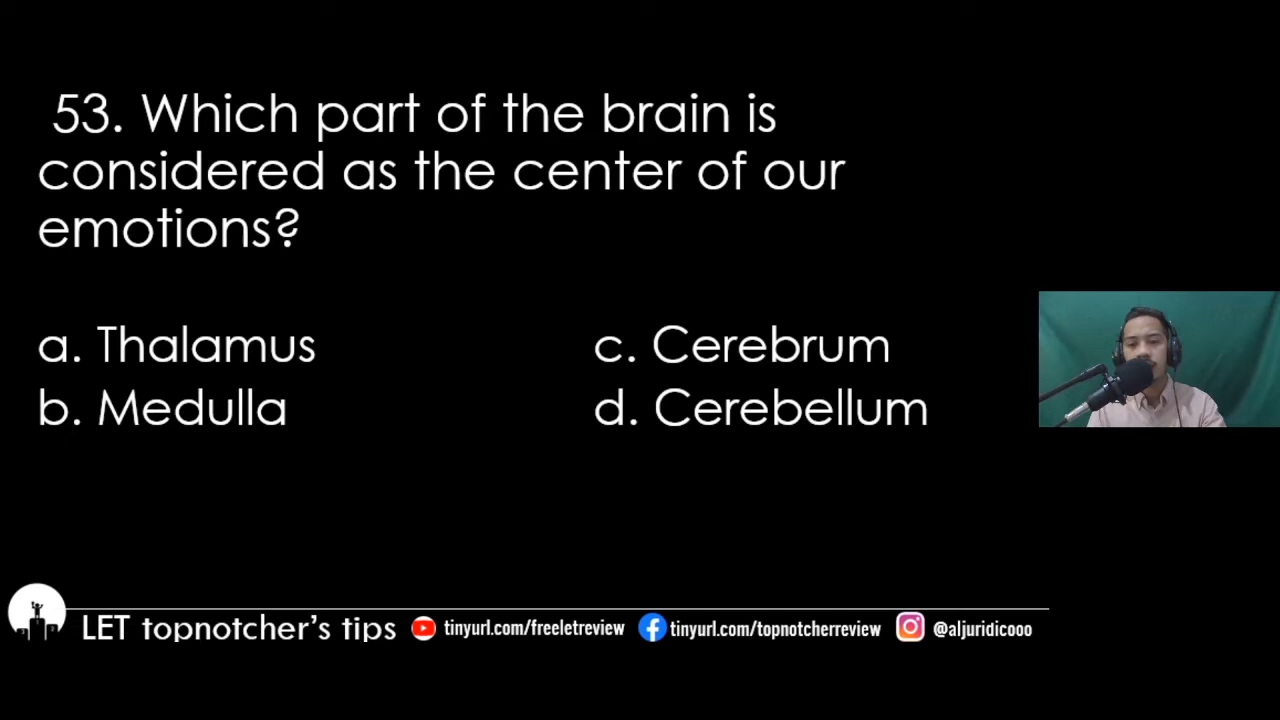 53. Which part of the brain is
considered as the center of our
emotions?
a. Thalamus
b. Medulla
c. Cerebrum
d. Cerebellum
LET topnotcher's tips tinyurl.com/freeletreview tinyurl.com/topnotcherreview @aljuridicooo